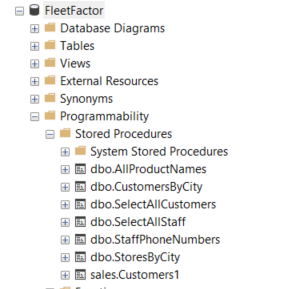 FleetFactor
Database Diagrams
Tables
Views
External Resources
Synonyms
Programmability
Stored Procedures
System Stored Procedures
dbo.AllProductNames
dbo.CustomersByCity
dbo.SelectAllCustomers
dbo.SelectAllStaff
dbo.StaffPhoneNumbers
dbo.StoresByCity
sales.Customers1